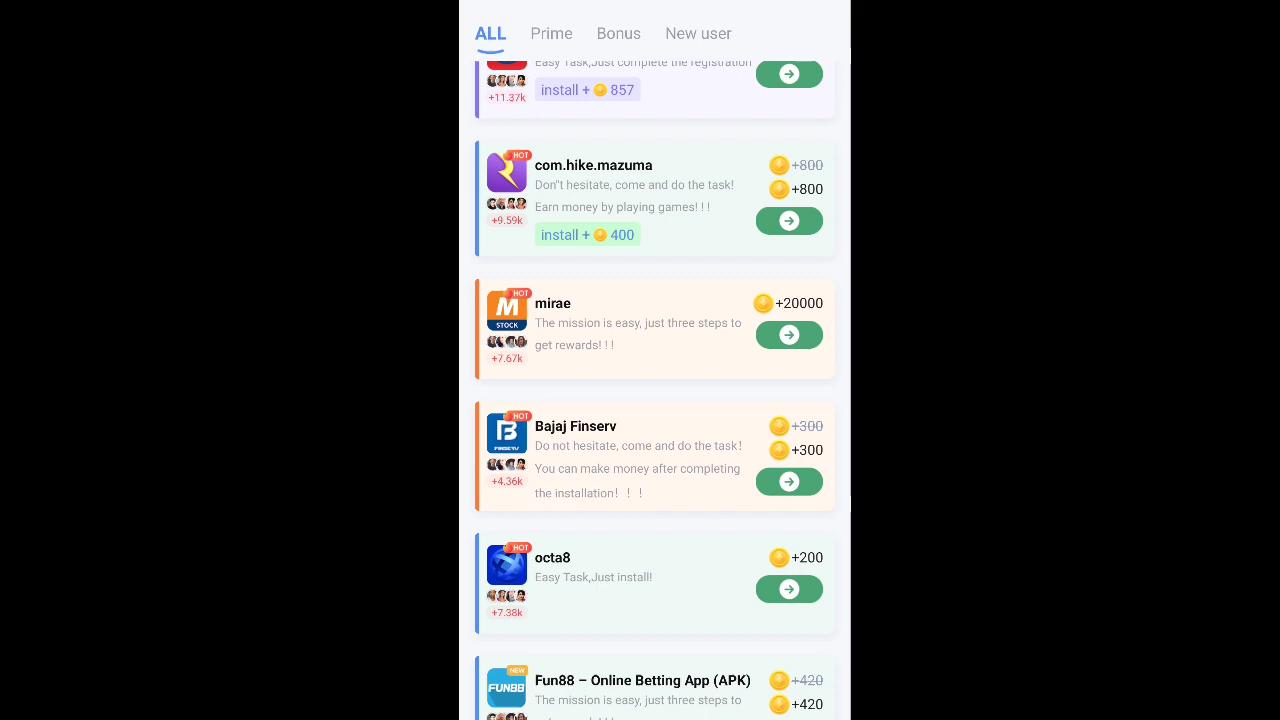 ALL Prime Bonus New user
Easy Task,Just complete the registration
install + 857
+11.37k
HOT
com.hike.mazuma
+800
Don"t hesitate, come and do the task!
+800
Earn money by playing games! ! !
+9.59k
install + 400
HOT
mirae
+20000
M
STOCK
The mission is easy, just three steps to
get rewards! ! !
+7.67k
HOT
Bajaj Finserv
+300
FINSERV
Do not hesitate, come and do the task！
+300
You can make money after completing
+4.36k
the installation！！！
HOT
octa8
+200
Easy Task,Just install!
+7.38k
NEW
Fun88 – Online Betting App (APK)
+420
FUN88
The mission is easy, just three steps to
+420